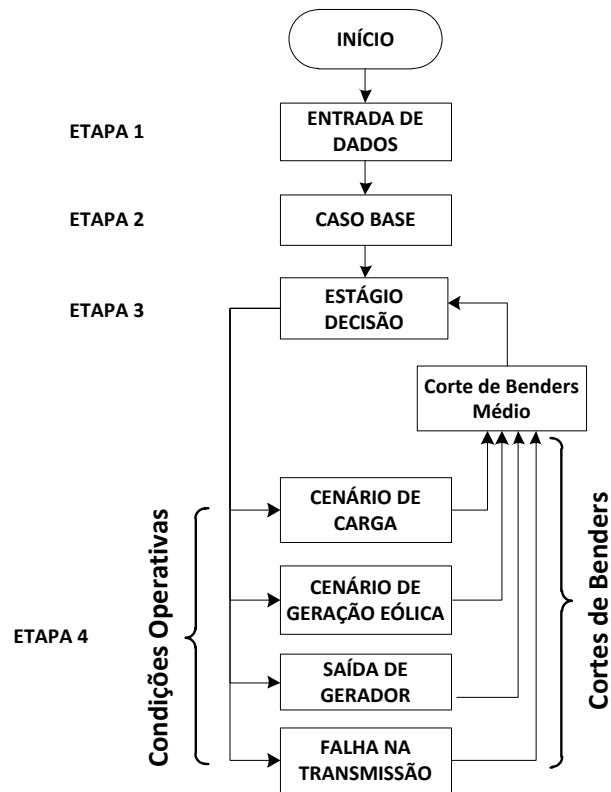 INÍCIO
ETAPA 1
ENTRADA DE
DADOS
ETAPA 2
CASO BASE
ETAPA 3
ESTÁGIO
DECISÃO
Corte de Benders
Médio
ETAPA 4
Condições Operativas
CENÁRIO DE
CARGA
CENÁRIO DE
GERAÇÃO EÓLICA
SAÍDA DE
GERADOR
FALHA NA
TRANSMISSÃO
Cortes de Benders